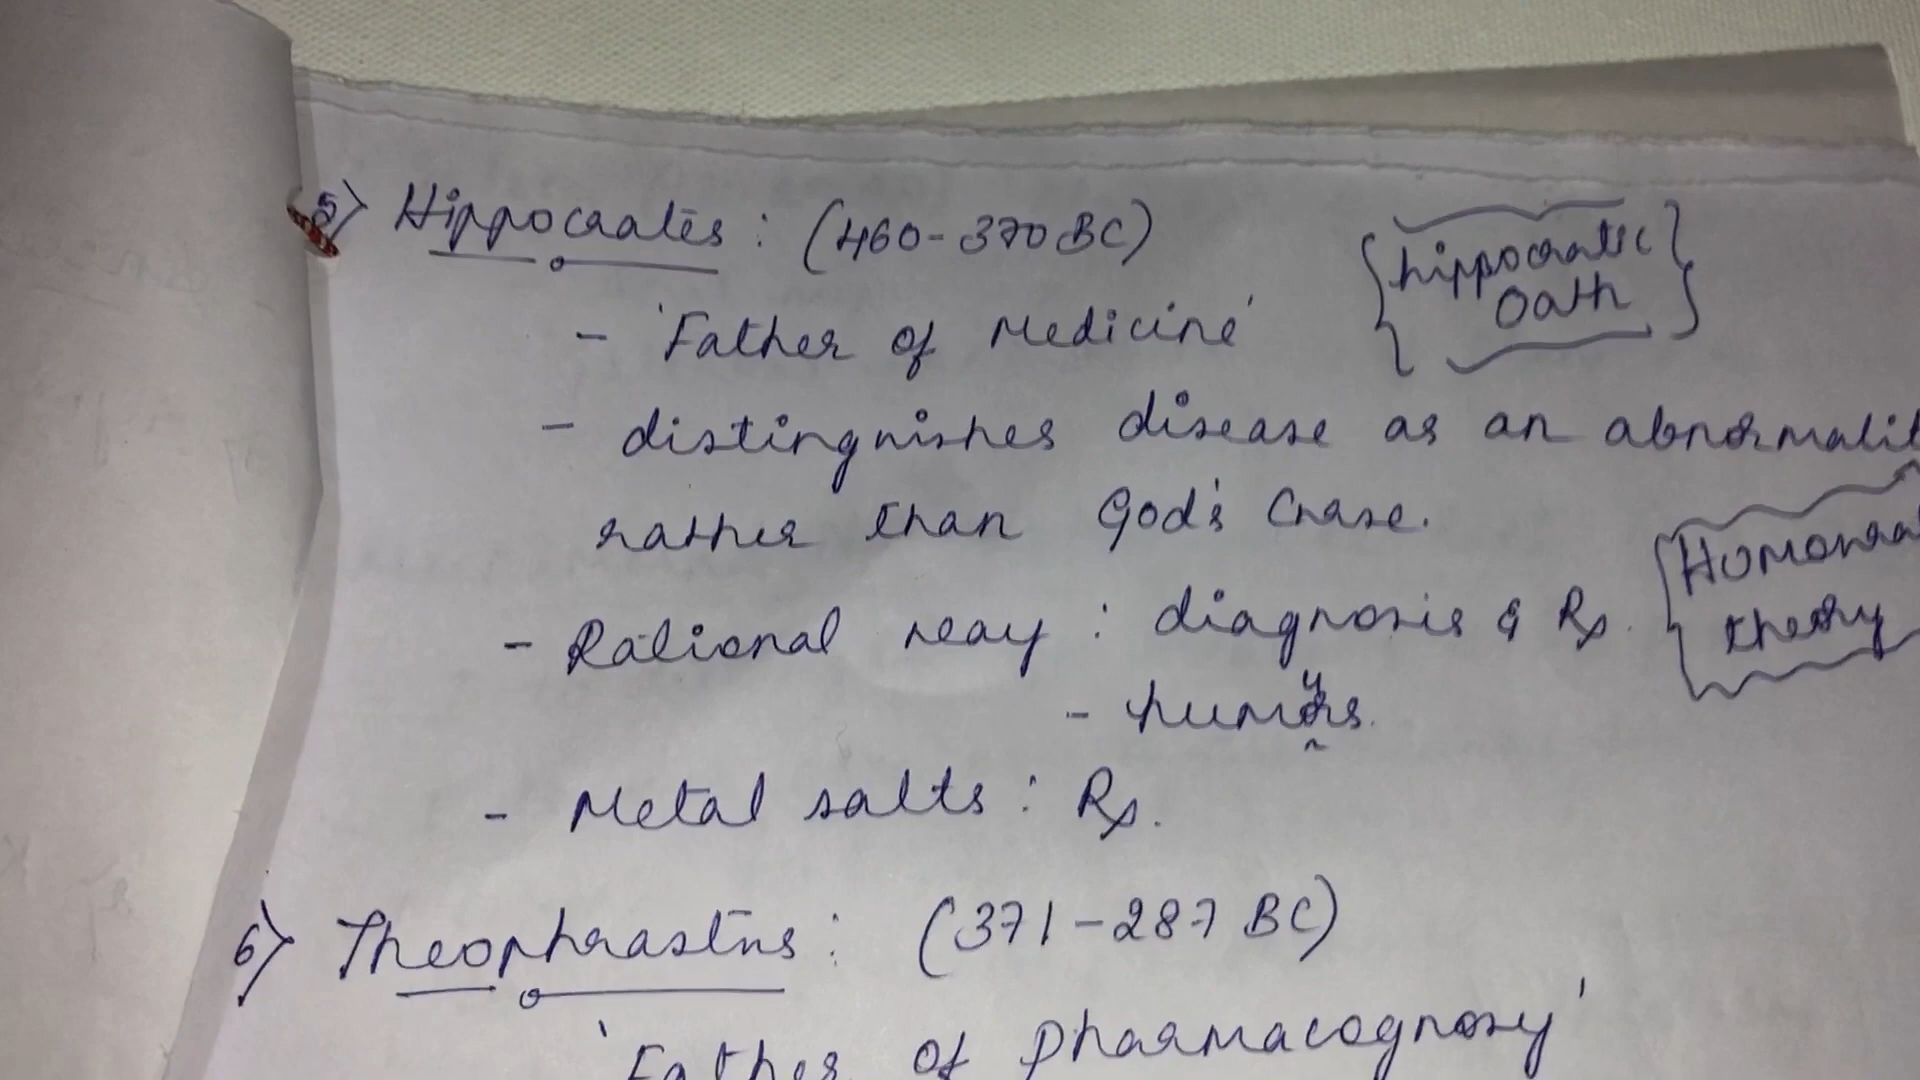 5) Hippocrates : (460-370 BC)
{hippocratic
Oath}
- 'Father of Medicine'
- distinguishes disease as an abnormalit
rather than God's Curse.
- Rational way : diagnosis & Rx.
{Humoral
theory
- humors.
4
- Metal salts : Rx.
6) Theophrastus : (371-287 BC)
'Father of pharmacognosy'